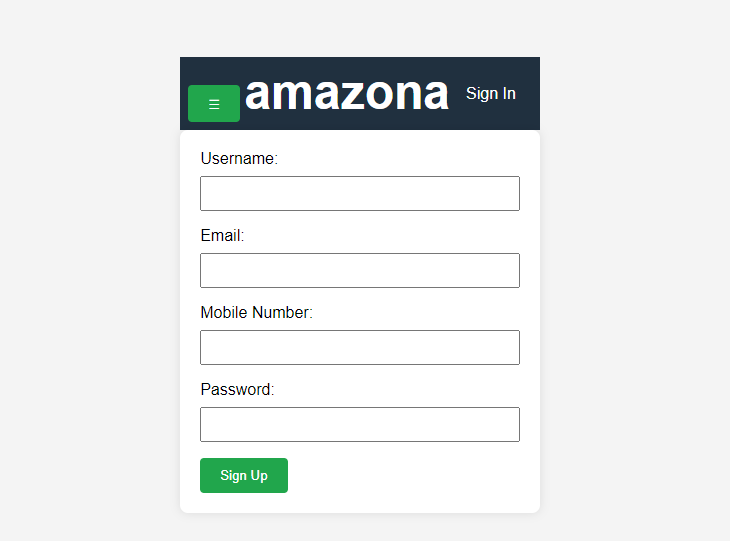 ☰ amazona Sign In
Username:
Email:
Mobile Number:
Password:
Sign Up